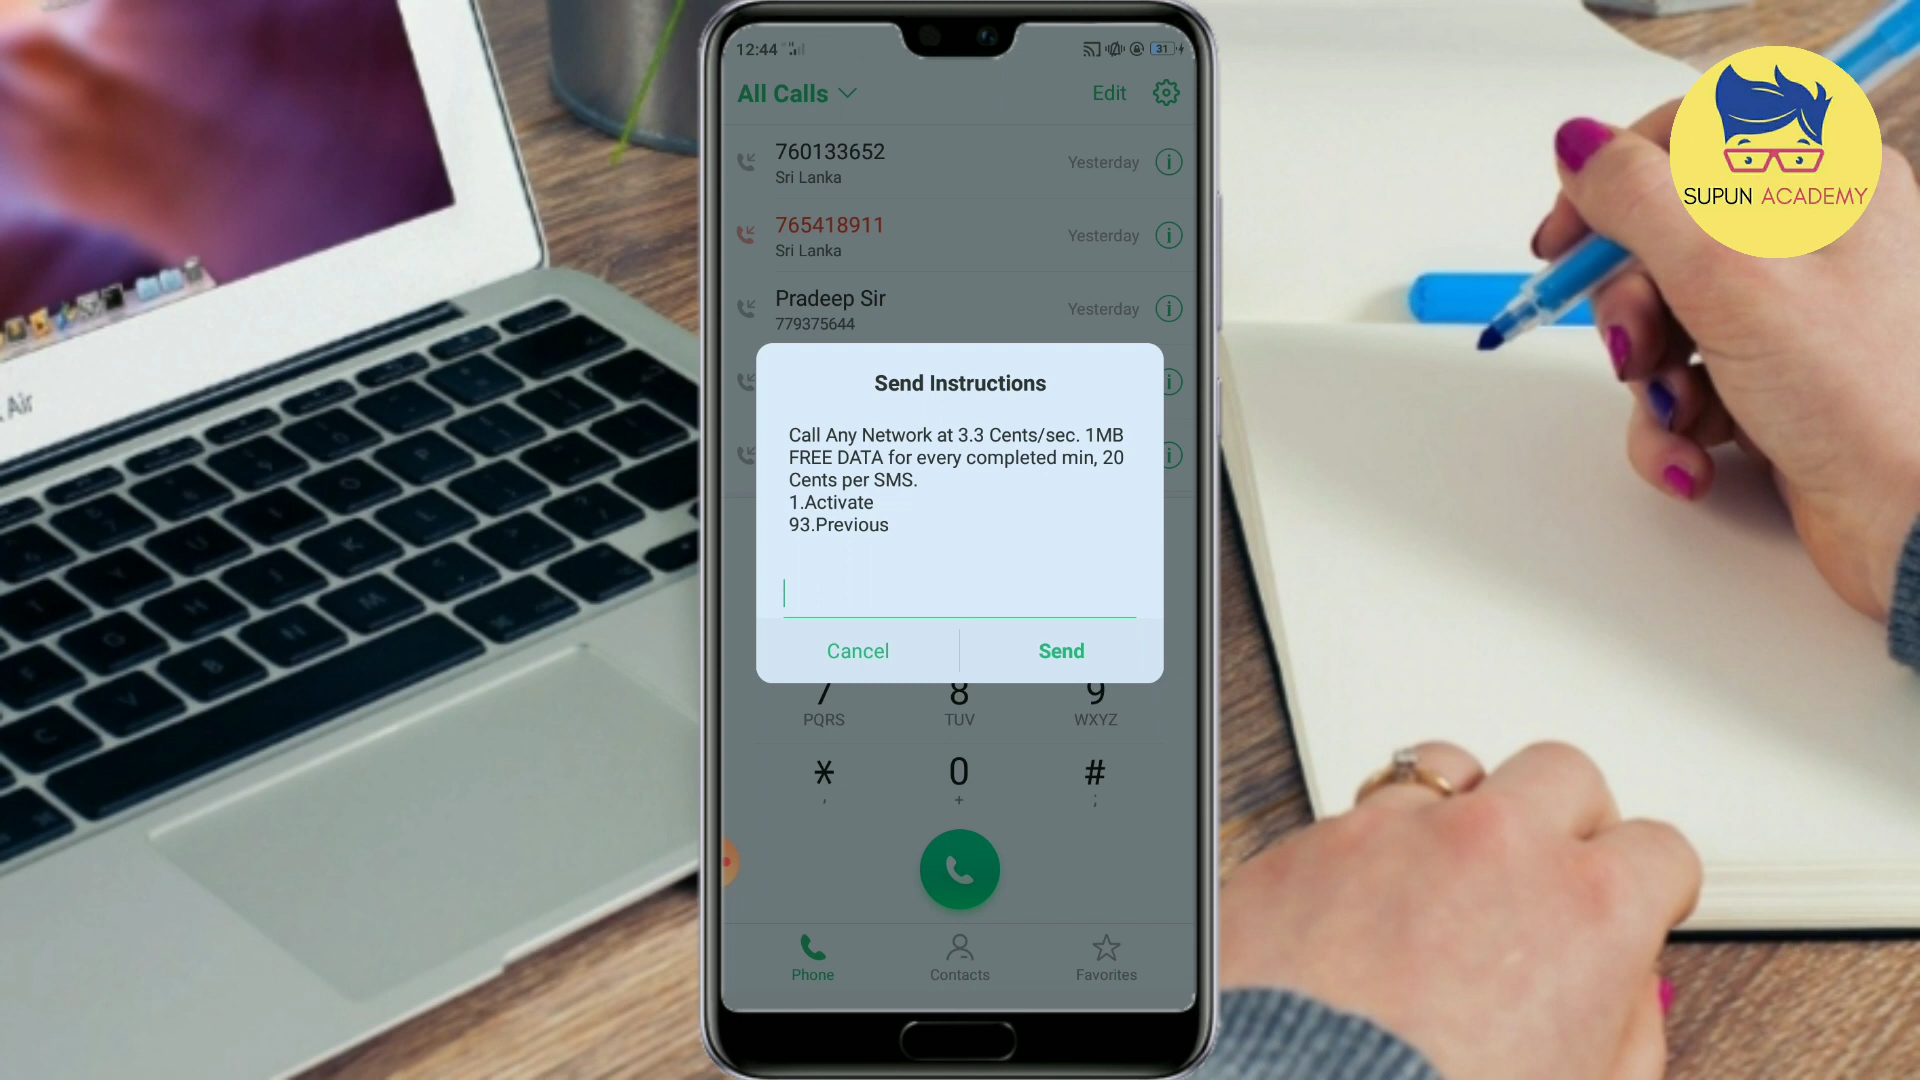 12:44
31
All Calls
Edit
760133652
Yesterday
Sri Lanka
765418911
Yesterday
Sri Lanka
Pradeep Sir
Yesterday
779375644
Send Instructions
Call Any Network at 3.3 Cents/sec. 1MB
FREE DATA for every completed min, 20
Cents per SMS.
1.Activate
93.Previous
Cancel
Send
7
8
9
PQRS
TUV
WXYZ
*
0
#
,
+
;
Phone
Contacts
Favorites
SUPUN ACADEMY
Air